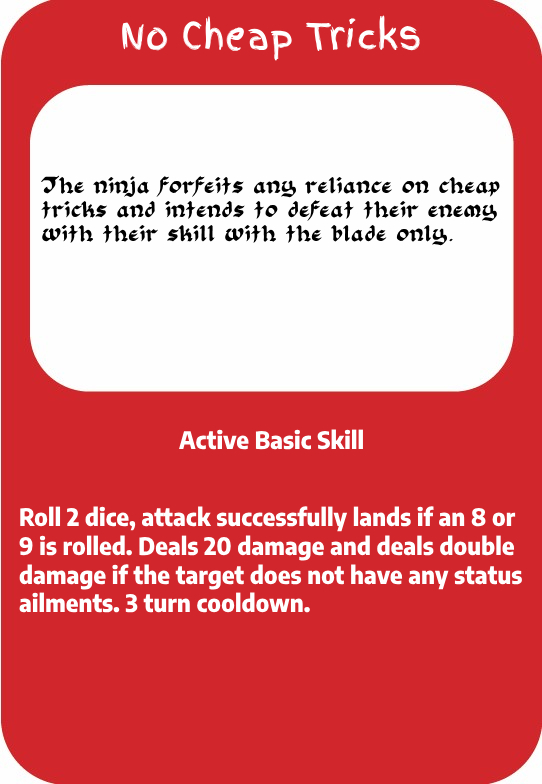 No Cheap Tricks
The ninja forfeits any reliance on cheap
tricks and intends to defeat their enemy
with their skill with the blade only.
Active Basic Skill
Roll 2 dice, attack successfully lands if an 8 or
9 is rolled. Deals 20 damage and deals double
damage if the target does not have any status
ailments. 3 turn cooldown.